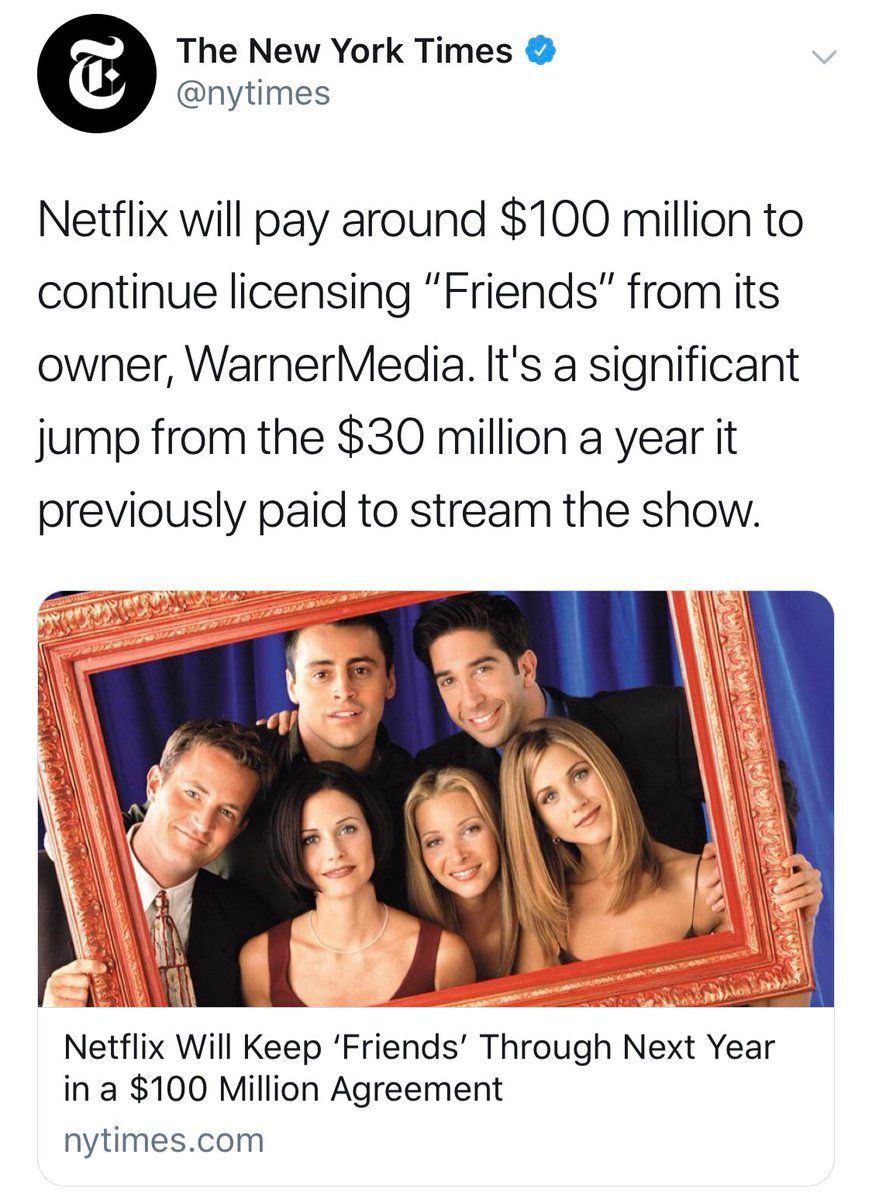 The New York Times
@nytimes
Netflix will pay around $100 million to
continue licensing “Friends” from its
owner, WarnerMedia. It's a significant
jump from the $30 million a year it
previously paid to stream the show.
Netflix Will Keep ‘Friends’ Through Next Year
in a $100 Million Agreement
nytimes.com